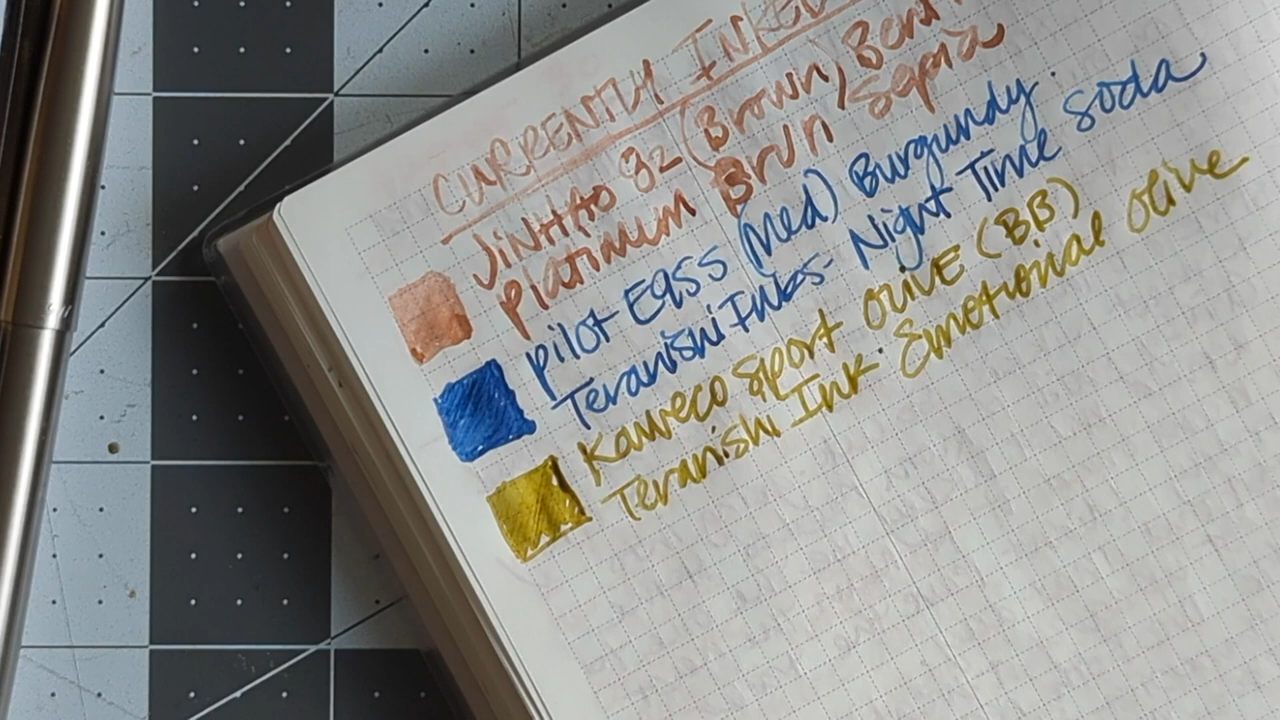 CURRENTLY INKED
JiNHAO 82 (Brown) Bent
Platinum Brun Sepia
Pilot E95S (Med) Burgundy.
Teranishi Inks- Night Time Soda
Kaweco Sport OLIVE (BB)
Teranishi Ink. Emotional Olive